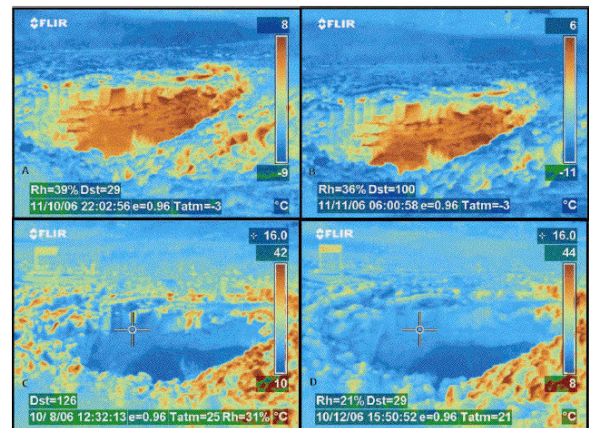 FLIR
8
A
-9
Rh=39% Dst=29
11/10/06 22:02:56 e=0.96 Tatm=-3 °C
FLIR
6
B
-11
Rh=36% Dst=100
11/11/06 06:00:58 e=0.96 Tatm=-3 °C
FLIR
16.0
42
C
10
Dst=126
10/ 8/06 12:32:13 e=0.96 Tatm=25 Rh=31% °C
FLIR
16.0
44
D
8
Rh=21% Dst=29
10/12/06 15:50:52 e=0.96 Tatm=21 °C